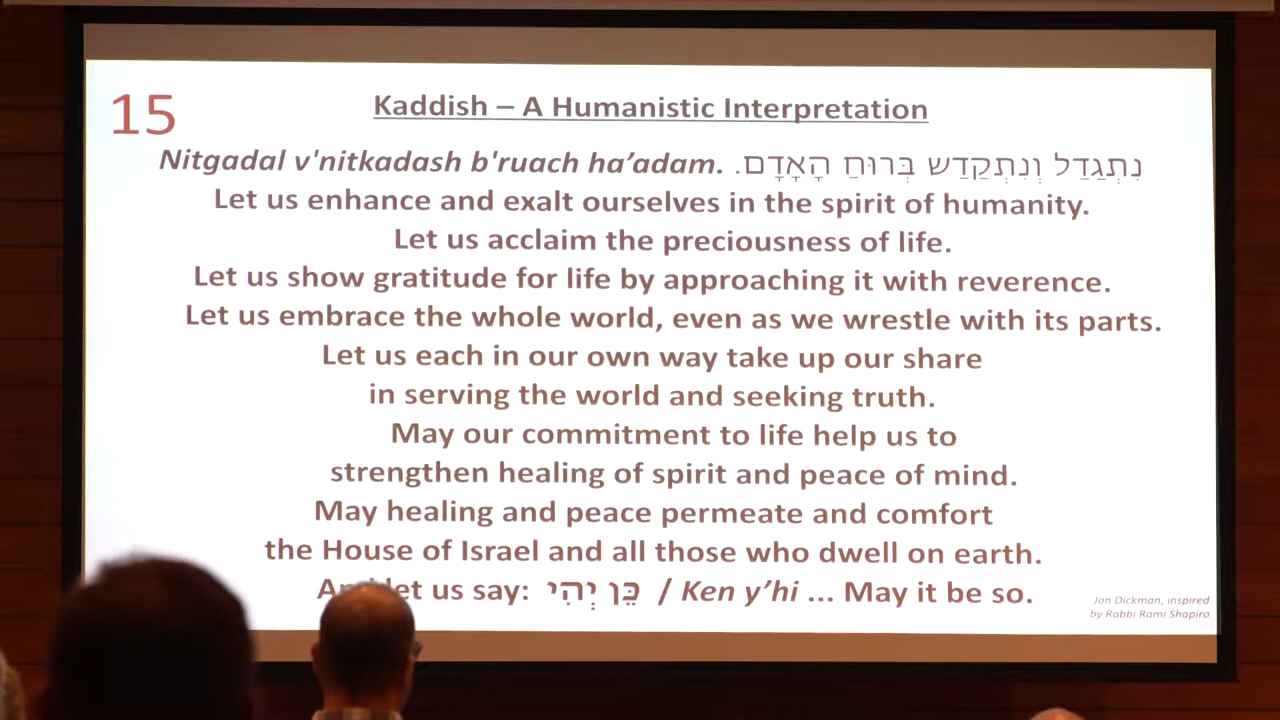 15
Kaddish – A Humanistic Interpretation
Nitgadal v'nitkadash b'ruach ha’adam. נִתְגַדַל וְנִתְקַדַשׁ בְּרוּחַ הָאָדָם.
Let us enhance and exalt ourselves in the spirit of humanity.
Let us acclaim the preciousness of life.
Let us show gratitude for life by approaching it with reverence.
Let us embrace the whole world, even as we wrestle with its parts.
Let us each in our own way take up our share
in serving the world and seeking truth.
May our commitment to life help us to
strengthen healing of spirit and peace of mind.
May healing and peace permeate and comfort
the House of Israel and all those who dwell on earth.
And let us say: כֵּן יְהִי / Ken y’hi ... May it be so.
Jon Dickman, inspired
by Rabbi Rami Shapiro